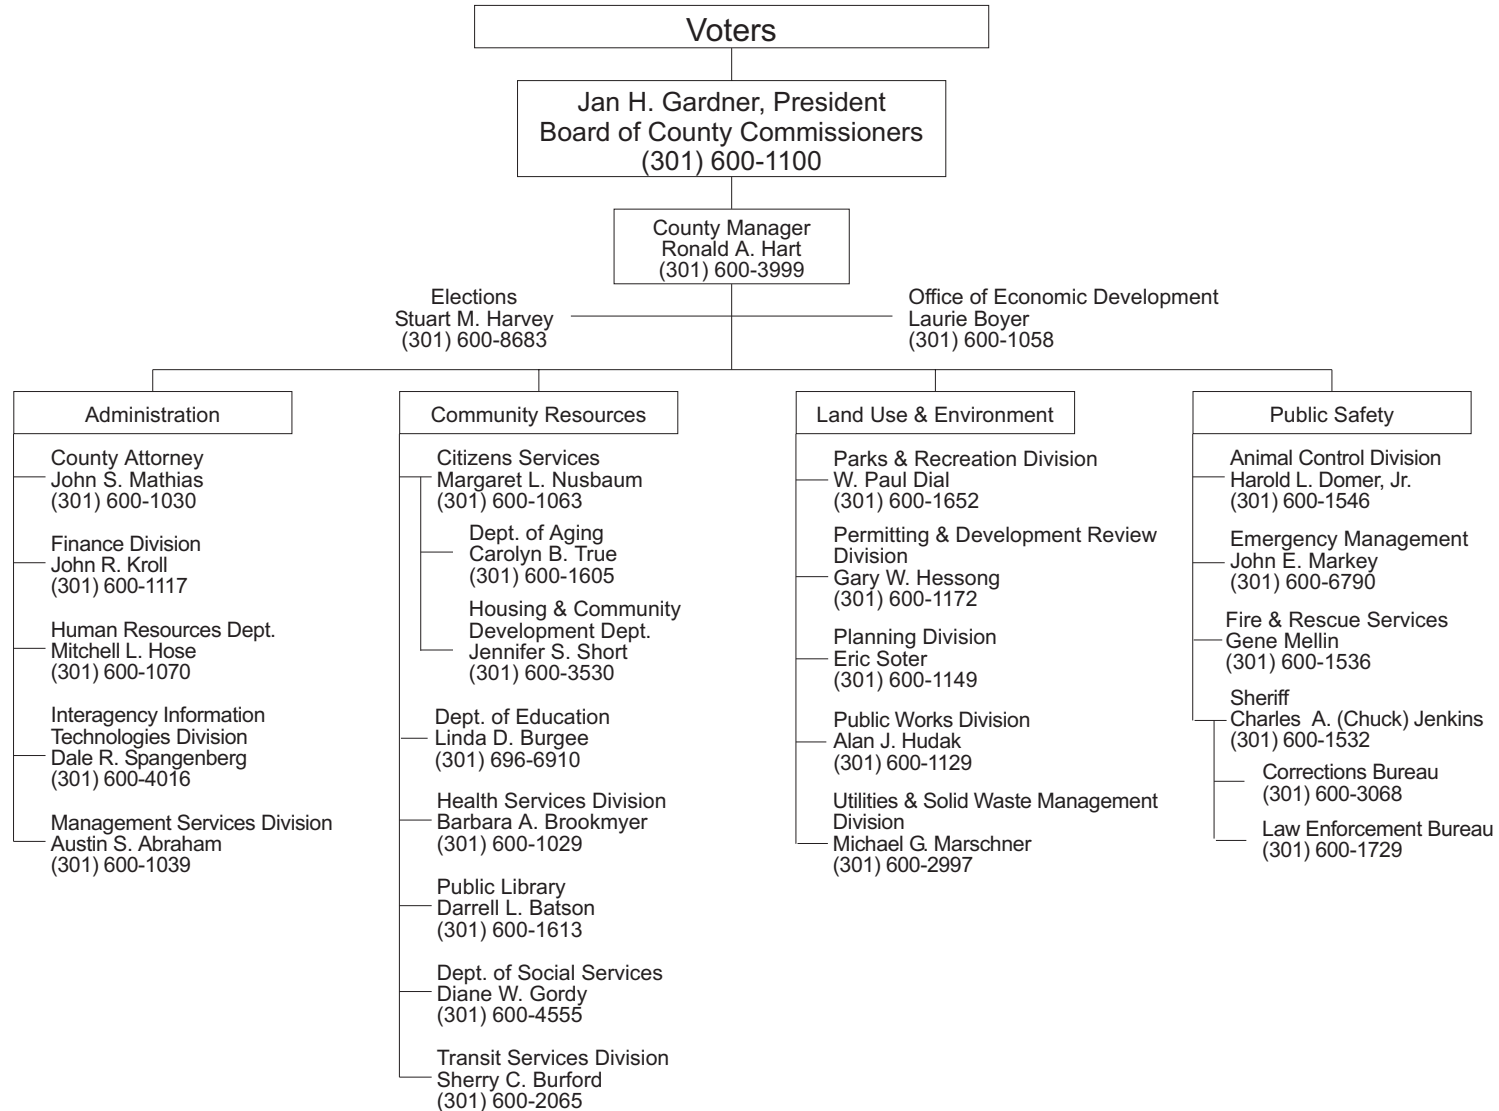 Voters
Jan H. Gardner, President
Board of County Commissioners
(301) 600-1100
County Manager
Ronald A. Hart
(301) 600-3999
Elections
Stuart M. Harvey
(301) 600-8683
Office of Economic Development
Laurie Boyer
(301) 600-1058
Administration
County Attorney
John S. Mathias
(301) 600-1030
Finance Division
John R. Kroll
(301) 600-1117
Human Resources Dept.
Mitchell L. Hose
(301) 600-1070
Interagency Information
Technologies Division
Dale R. Spangenberg
(301) 600-4016
Management Services Division
Austin S. Abraham
(301) 600-1039
Community Resources
Citizens Services
Margaret L. Nusbaum
(301) 600-1063
Dept. of Aging
Carolyn B. True
(301) 600-1605
Housing & Community
Development Dept.
Jennifer S. Short
(301) 600-3530
Dept. of Education
Linda D. Burgee
(301) 696-6910
Health Services Division
Barbara A. Brookmyer
(301) 600-1029
Public Library
Darrell L. Batson
(301) 600-1613
Dept. of Social Services
Diane W. Gordy
(301) 600-4555
Transit Services Division
Sherry C. Burford
(301) 600-2065
Land Use & Environment
Parks & Recreation Division
W. Paul Dial
(301) 600-1652
Permitting & Development Review
Division
Gary W. Hessong
(301) 600-1172
Planning Division
Eric Soter
(301) 600-1149
Public Works Division
Alan J. Hudak
(301) 600-1129
Utilities & Solid Waste Management
Division
Michael G. Marschner
(301) 600-2997
Public Safety
Animal Control Division
Harold L. Domer, Jr.
(301) 600-1546
Emergency Management
John E. Markey
(301) 600-6790
Fire & Rescue Services
Gene Mellin
(301) 600-1536
Sheriff
Charles A. (Chuck) Jenkins
(301) 600-1532
Corrections Bureau
(301) 600-3068
Law Enforcement Bureau
(301) 600-1729